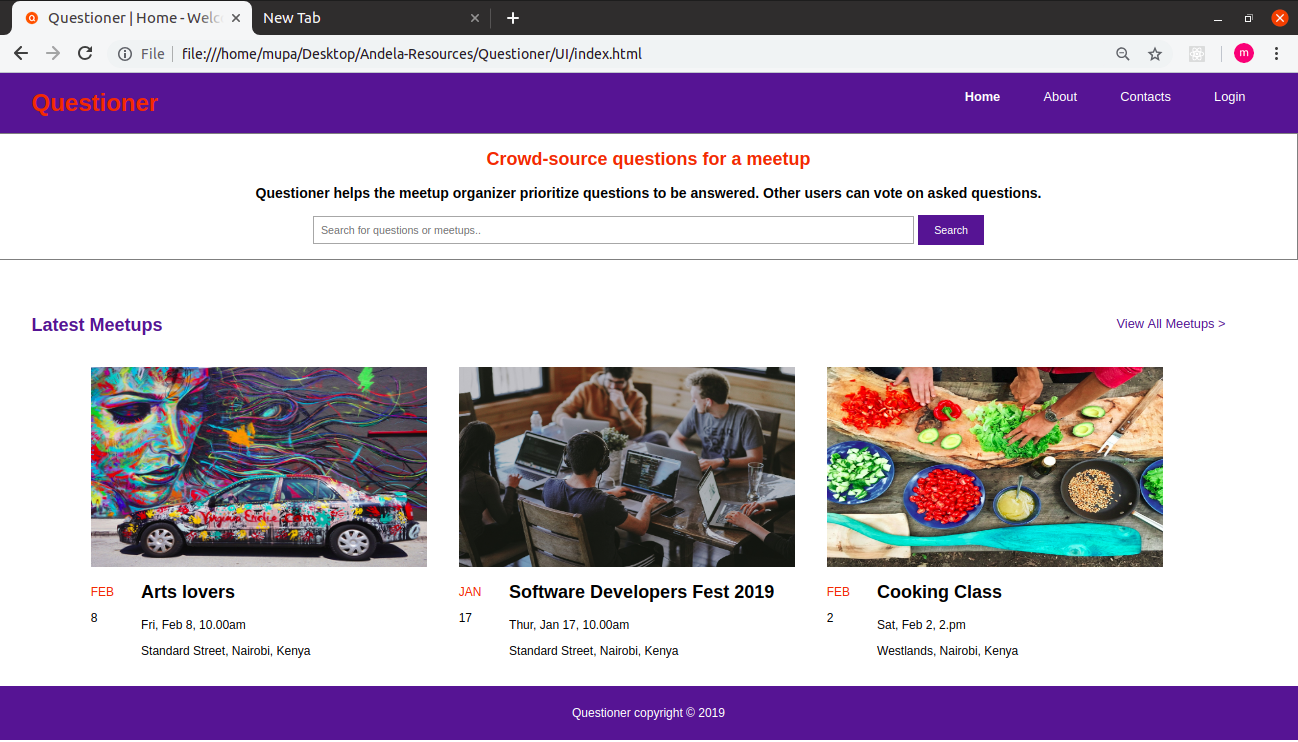 Questioner | Home - Welc
New Tab
File
file:///home/mupa/Desktop/Andela-Resources/Questioner/UI/index.html
m
Questioner
Home
About
Contacts
Login
Crowd-source questions for a meetup
Questioner helps the meetup organizer prioritize questions to be answered. Other users can vote on asked questions.
Search for questions or meetups..
Search
Latest Meetups
View All Meetups >
FEB
8
Arts lovers
Fri, Feb 8, 10.00am
Standard Street, Nairobi, Kenya
JAN
17
Software Developers Fest 2019
Thur, Jan 17, 10.00am
Standard Street, Nairobi, Kenya
FEB
2
Cooking Class
Sat, Feb 2, 2.pm
Westlands, Nairobi, Kenya
Questioner copyright © 2019